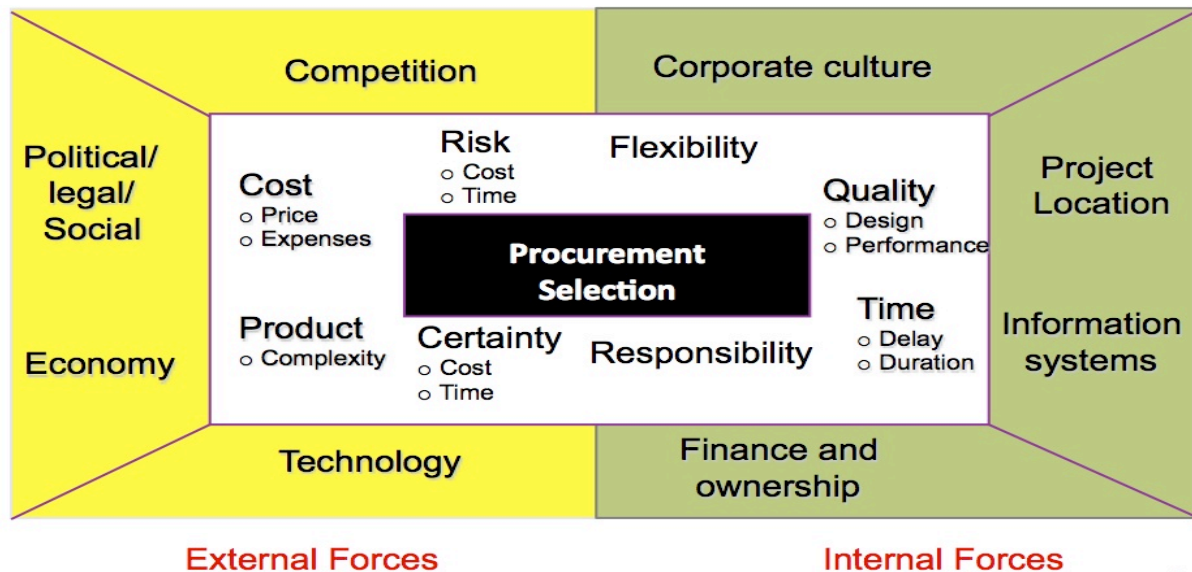 Competition
Corporate culture
Political/
legal/
Social
Economy
Cost
o Price
o Expenses
Risk
o Cost
o Time
Flexibility
Quality
o Design
o Performance
Procurement
Selection
Product
o Complexity
Certainty
o Cost
o Time
Responsibility
Time
o Delay
o Duration
Project
Location
Information
systems
Technology
Finance and
ownership
External Forces
Internal Forces